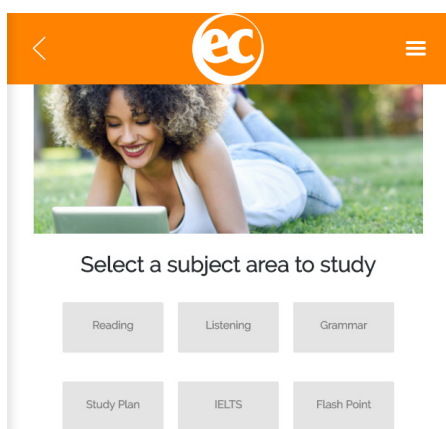 ec
Select a subject area to study
Reading Listening Grammar
Study Plan IELTS Flash Point